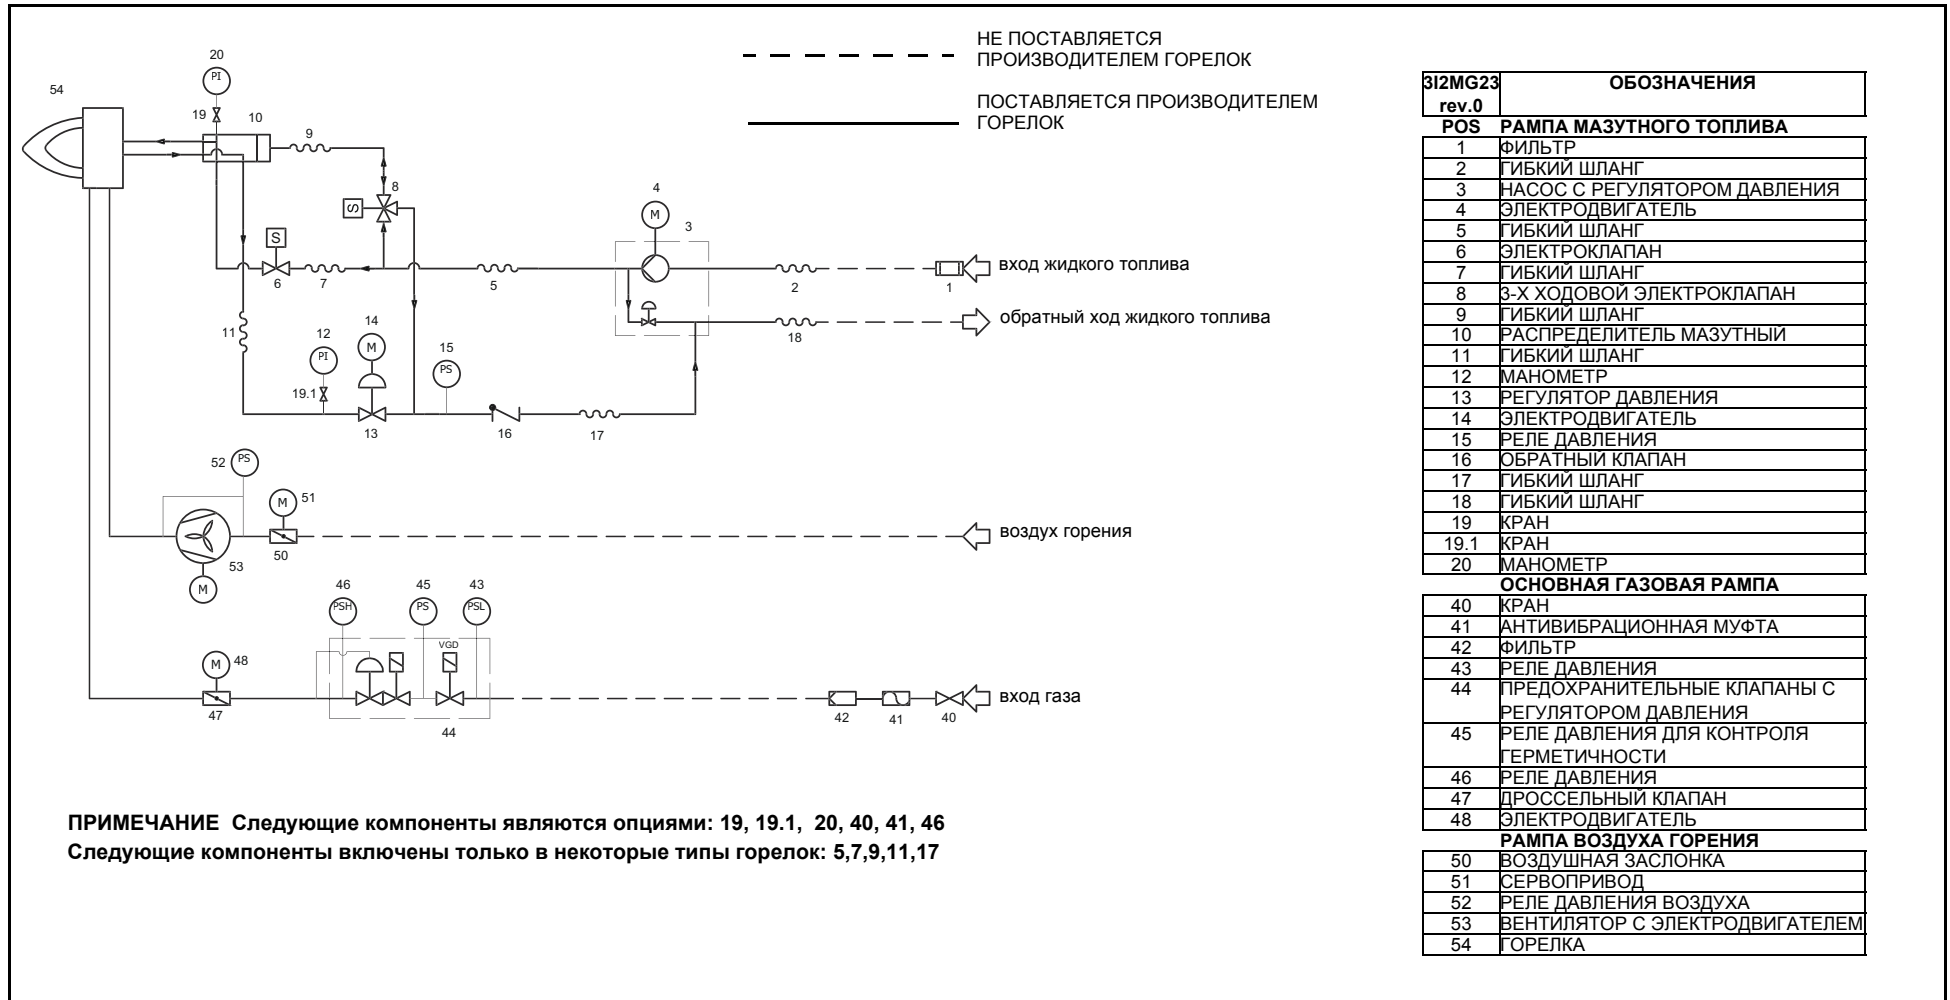 НЕ ПОСТАВЛЯЕТСЯ
ПРОИЗВОДИТЕЛЕМ ГОРЕЛОК
ПОСТАВЛЯЕТСЯ ПРОИЗВОДИТЕЛЕМ
ГОРЕЛОК
20
PI
54
19
10
9
8
S
4
M
3
S
6
7
5
2
1
вход жидкого топлива
обратный ход жидкого топлива
18
11
12
PI
14
M
15
PS
19.1
13
16
17
52
PS
M
51
воздух горения
50
53
M
46
45
43
PSH
PS
PSL
VGD
M
48
вход газа
47
44
42
41
40
ПРИМЕЧАНИЕ Следующие компоненты являются опциями: 19, 19.1, 20, 40, 41, 46
Следующие компоненты включены только в некоторые типы горелок: 5,7,9,11,17
3I2MG23 ОБОЗНАЧЕНИЯ
rev.0
POS РАМПА МАЗУТНОГО ТОПЛИВА
1 ФИЛЬТР
2 ГИБКИЙ ШЛАНГ
3 НАСОС С РЕГУЛЯТОРОМ ДАВЛЕНИЯ
4 ЭЛЕКТРОДВИГАТЕЛЬ
5 ГИБКИЙ ШЛАНГ
6 ЭЛЕКТРОКЛАПАН
7 ГИБКИЙ ШЛАНГ
8 3-Х ХОДОВОЙ ЭЛЕКТРОКЛАПАН
9 ГИБКИЙ ШЛАНГ
10 РАСПРЕДЕЛИТЕЛЬ МАЗУТНЫЙ
11 ГИБКИЙ ШЛАНГ
12 МАНОМЕТР
13 РЕГУЛЯТОР ДАВЛЕНИЯ
14 ЭЛЕКТРОДВИГАТЕЛЬ
15 РЕЛЕ ДАВЛЕНИЯ
16 ОБРАТНЫЙ КЛАПАН
17 ГИБКИЙ ШЛАНГ
18 ГИБКИЙ ШЛАНГ
19 КРАН
19.1 КРАН
20 МАНОМЕТР
ОСНОВНАЯ ГАЗОВАЯ РАМПА
40 КРАН
41 АНТИВИБРАЦИОННАЯ МУФТА
42 ФИЛЬТР
43 РЕЛЕ ДАВЛЕНИЯ
44 ПРЕДОХРАНИТЕЛЬНЫЕ КЛАПАНЫ С
РЕГУЛЯТОРОМ ДАВЛЕНИЯ
45 РЕЛЕ ДАВЛЕНИЯ ДЛЯ КОНТРОЛЯ
ГЕРМЕТИЧНОСТИ
46 РЕЛЕ ДАВЛЕНИЯ
47 ДРОССЕЛЬНЫЙ КЛАПАН
48 ЭЛЕКТРОДВИГАТЕЛЬ
РАМПА ВОЗДУХА ГОРЕНИЯ
50 ВОЗДУШНАЯ ЗАСЛОНКА
51 СЕРВОПРИВОД
52 РЕЛЕ ДАВЛЕНИЯ ВОЗДУХА
53 ВЕНТИЛЯТОР С ЭЛЕКТРОДВИГАТЕЛЕМ
54 ГОРЕЛКА